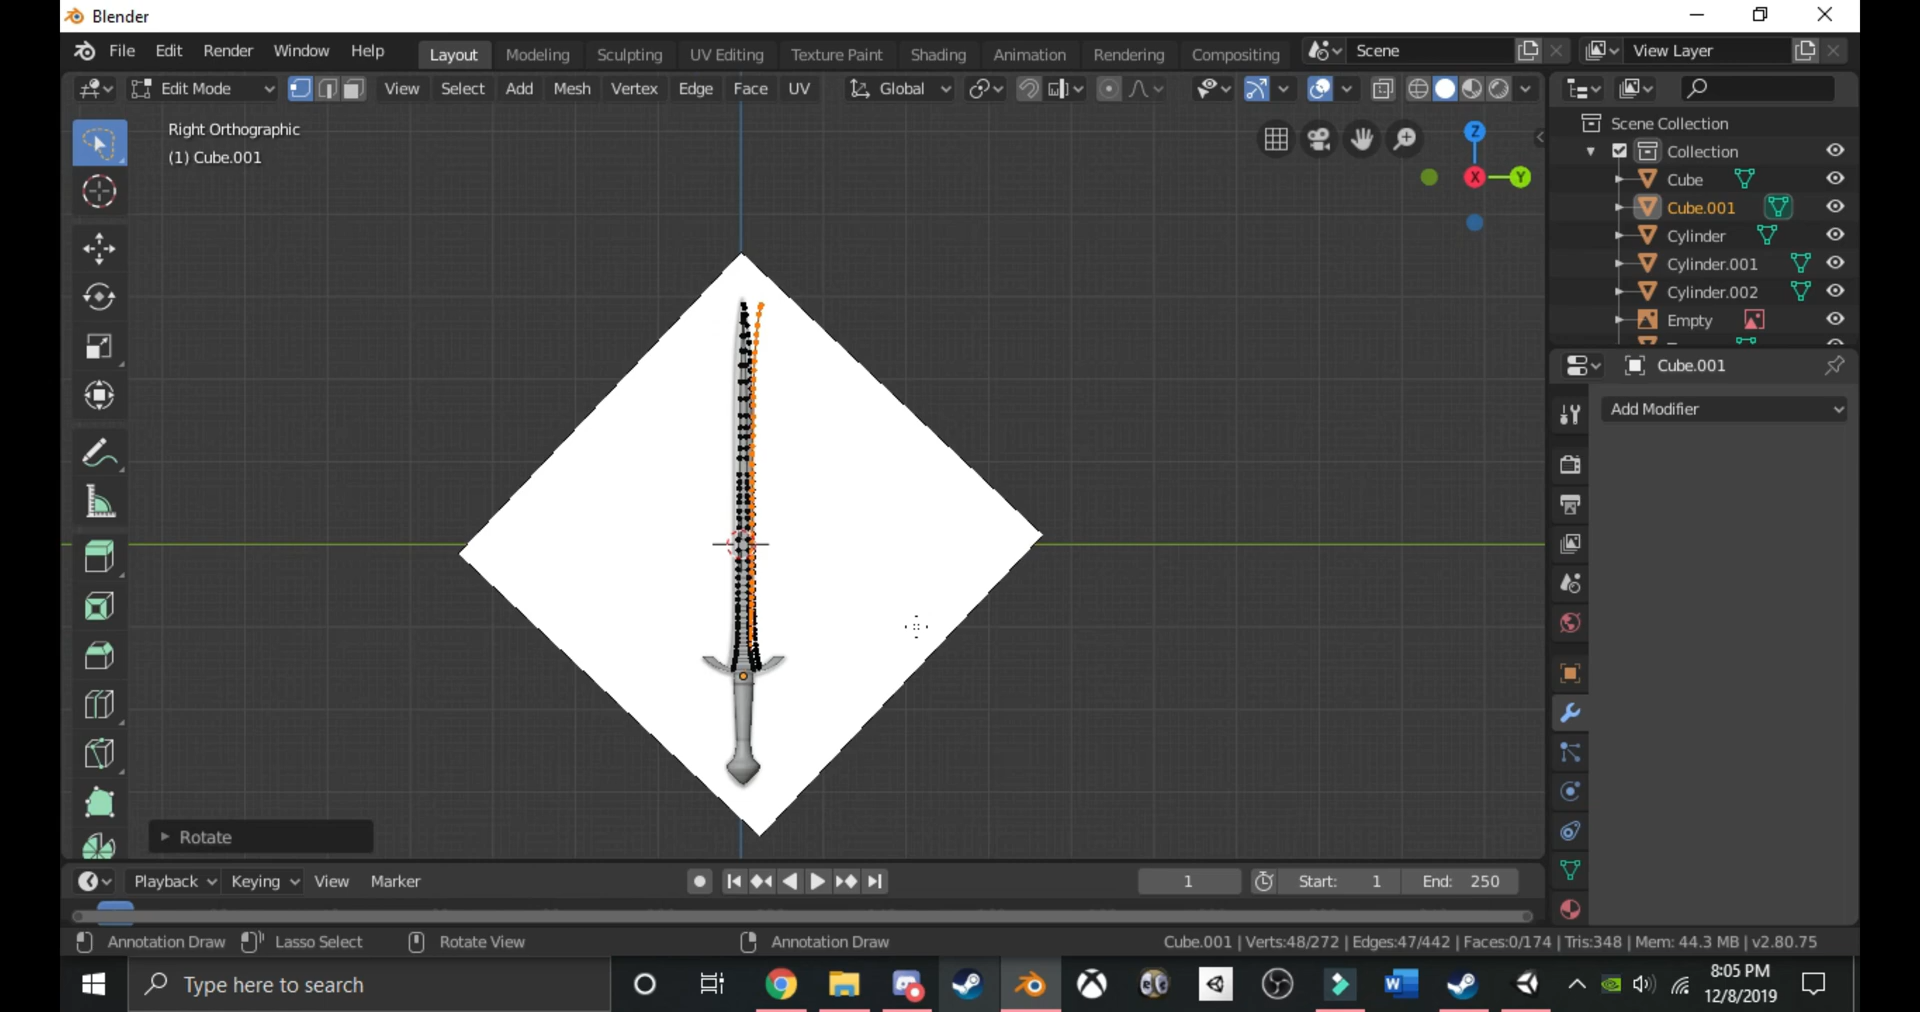 Blender
File Edit Render Window Help Layout Modeling Sculpting UV Editing Texture Paint Shading Animation Rendering Compositing Scene View Layer
Edit Mode View Select Add Mesh Vertex Edge Face UV Global
Right Orthographic
(1) Cube.001
Z
X
Y
Scene Collection
Collection
Cube
Cube.001
Cylinder
Cylinder.001
Cylinder.002
Empty
Cube.001
Add Modifier
Rotate
Playback Keying View Marker 1 Start: 1 End: 250
Annotation Draw Lasso Select Rotate View Annotation Draw Cube.001 | Verts:48/272 | Edges:47/442 | Faces:0/174 | Tris:348 | Mem: 44.3 MB | v2.80.75
Type here to search
8:05 PM
12/8/2019